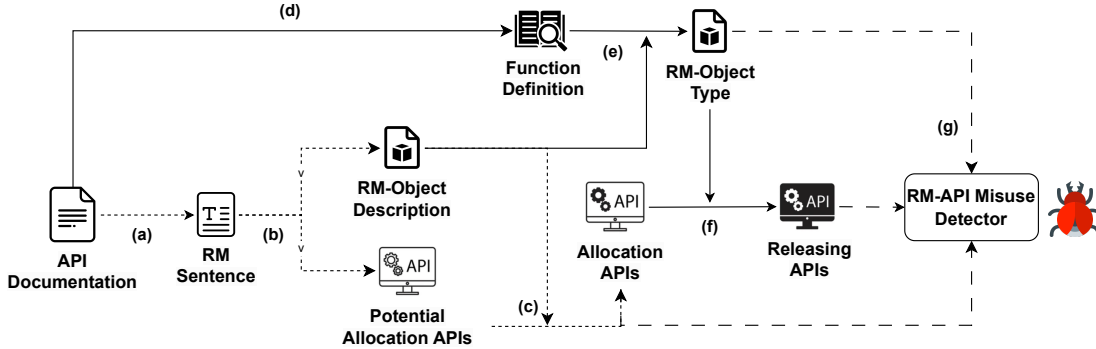 (d)
(e)
Function
Definition
RM-Object
Type
(g)
RM-Object
Description
API
RM-API Misuse
Detector
(a)
T
(b)
API
API
(f)
API
Documentation
RM
Sentence
Allocation
APIs
Releasing
APIs
Potential
Allocation APIs
(c)